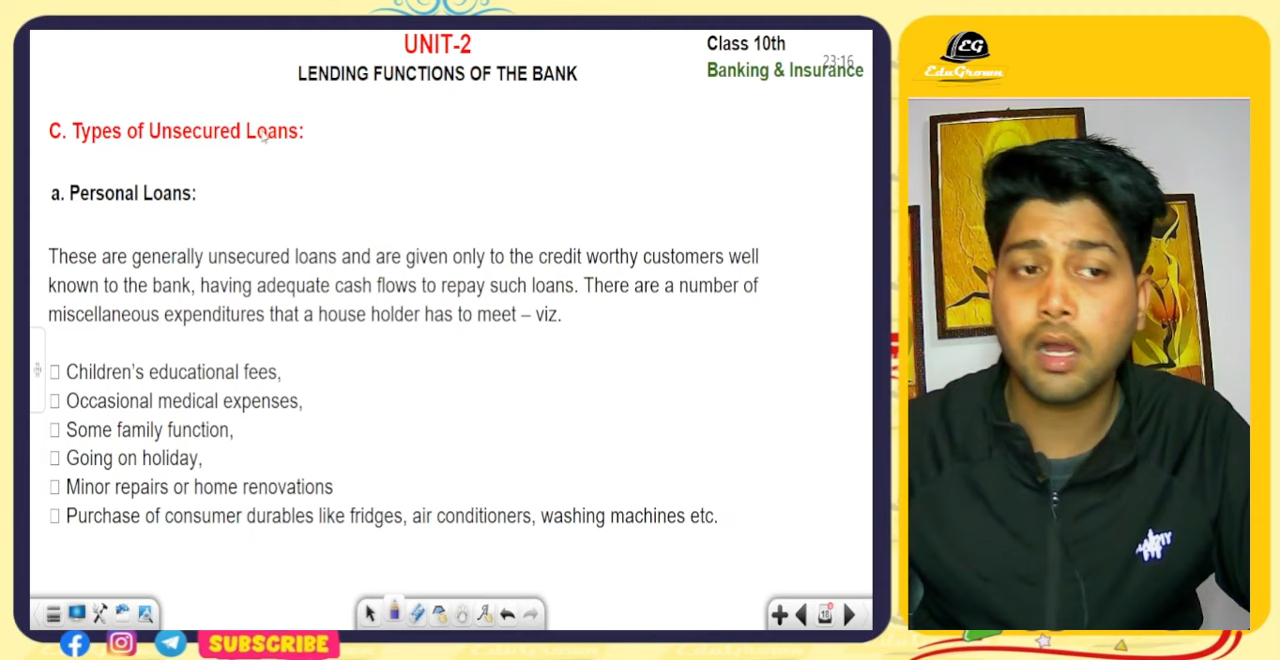 UNIT-2
LENDING FUNCTIONS OF THE BANK
Class 10th
23:16
Banking & Insurance
C. Types of Unsecured Loans:
a. Personal Loans:
These are generally unsecured loans and are given only to the credit worthy customers well
known to the bank, having adequate cash flows to repay such loans. There are a number of
miscellaneous expenditures that a house holder has to meet – viz.
Children’s educational fees,
Occasional medical expenses,
Some family function,
Going on holiday,
Minor repairs or home renovations
Purchase of consumer durables like fridges, air conditioners, washing machines etc.
18
SUBSCRIBE
EG
EduGrown